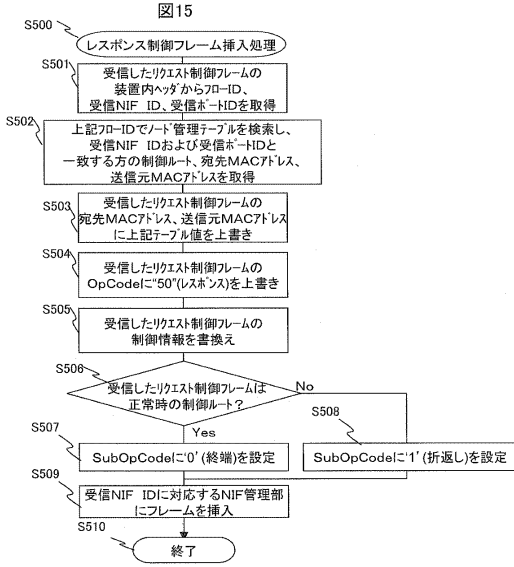 図15
S500
レスポンス制御フレーム挿入処理
S501
受信したリクエスト制御フレームの
装置内ヘッダからフローID、
受信NIF ID、受信ポートIDを取得
S502
上記フローIDでノード管理テーブルを検索し、
受信NIF IDおよび受信ポートIDと
一致する方の制御ルート、宛先MACアドレス、
送信元MACアドレスを取得
S503
受信したリクエスト制御フレームの
宛先MACアドレス、送信元MACアドレス
に上記テーブル値を上書き
S504
受信したリクエスト制御フレームの
OpCodeに“50”(レスポンス)を上書き
S505
受信したリクエスト制御フレームの
制御情報を書換え
S506
受信したリクエスト制御フレームは
正常時の制御ルート?
No
Yes
S507
SubOpCodeに‘0’(終端)を設定
S508
SubOpCodeに‘1’(折返し)を設定
S509
受信NIF IDに対応するNIF管理部
にフレームを挿入
S510
終了